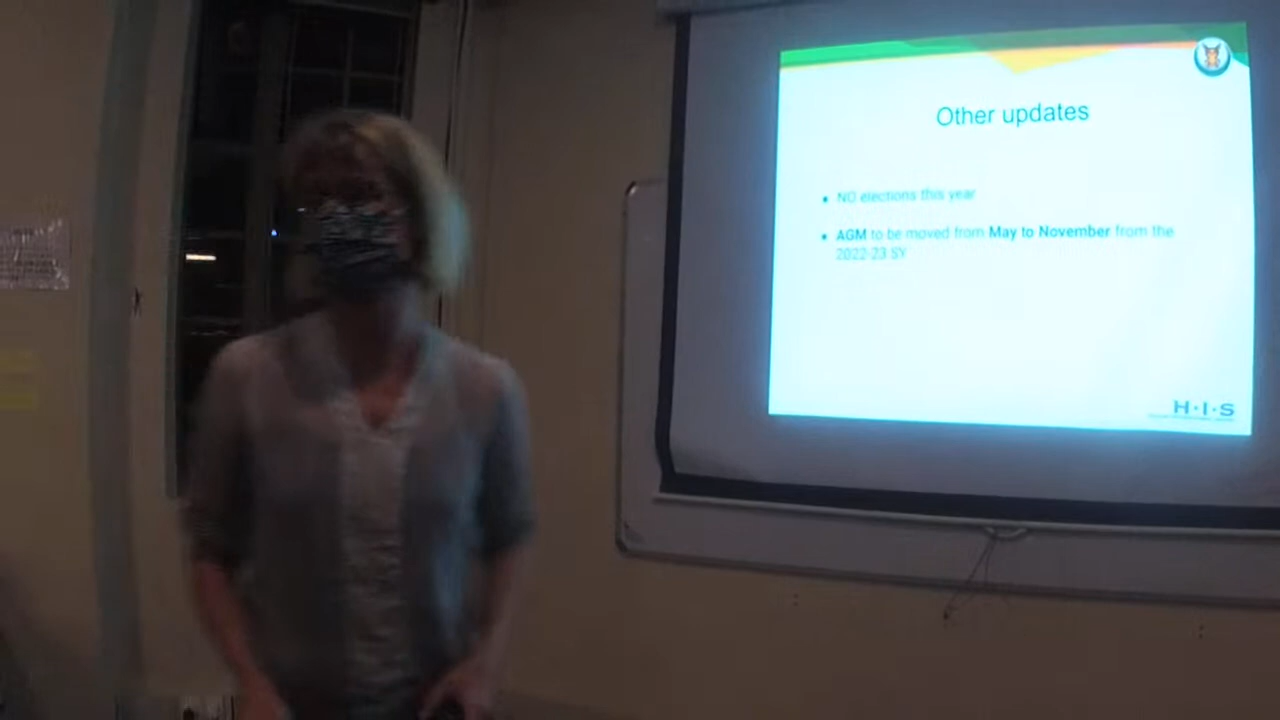 Other updates
• NO elections this year
• AGM to be moved from May to November from the
2022-23 SY
H·I·S